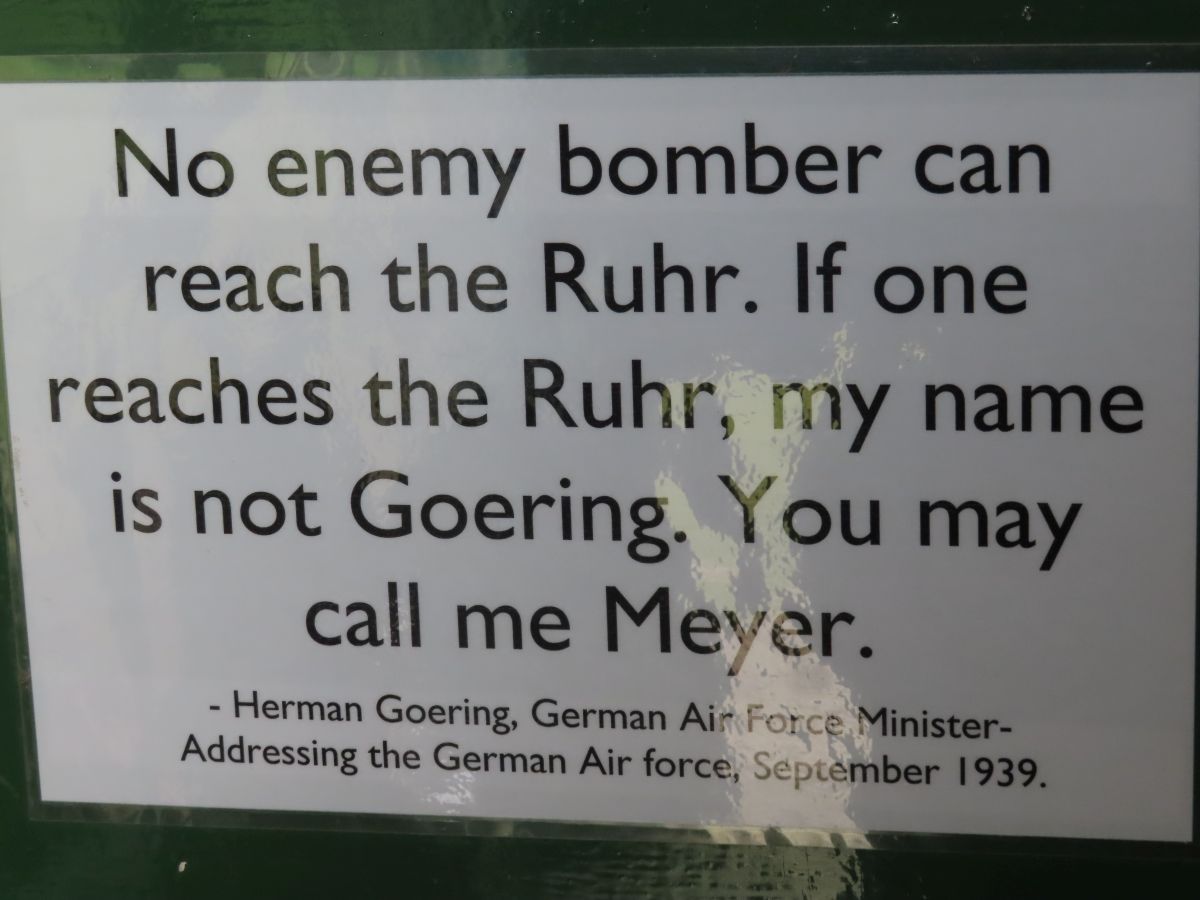 No enemy bomber can
reach the Ruhr. If one
reaches the Ruhr, my name
is not Goering. You may
call me Meyer.
- Herman Goering, German Air Force Minister-
Addressing the German Air force, September 1939.